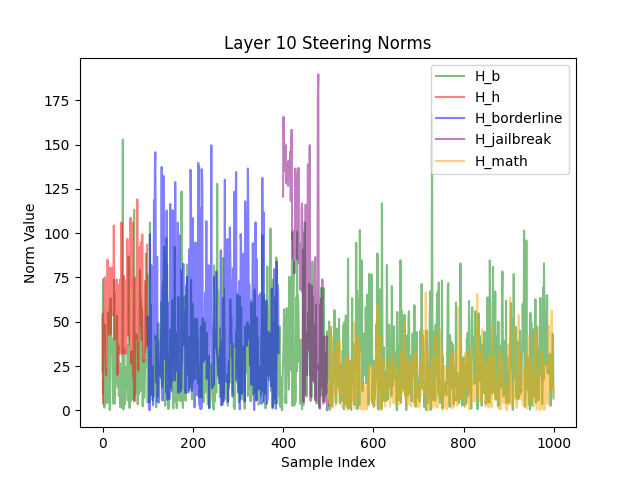 Layer 10 Steering Norms
H_b
H_h
H_borderline
H_jailbreak
H_math
Norm Value
175
150
125
100
75
50
25
0
0 200 400 600 800 1000
Sample Index